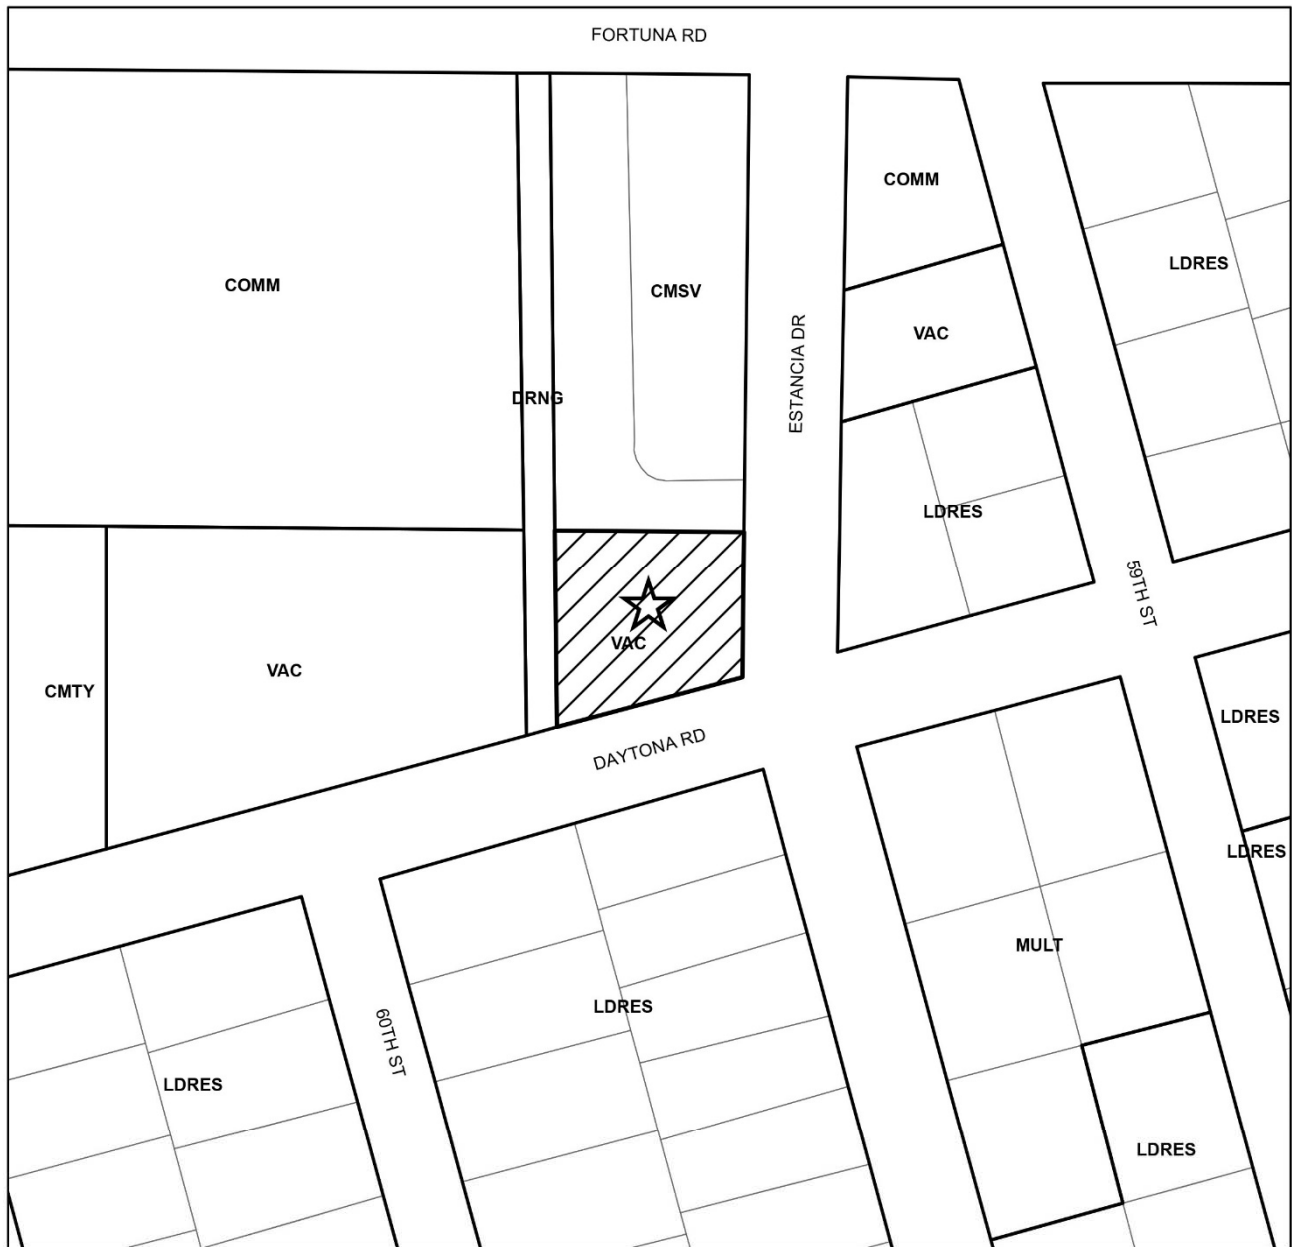 FORTUNA RD
COMM
LDRES
COMM
CMSV
ESTANCIA DR
VAC
DRNG
LDRES
59TH ST
VAC
VAC
CMTY
LDRES
DAYTONA RD
LDRES
MULT
LDRES
60TH ST
LDRES
LDRES